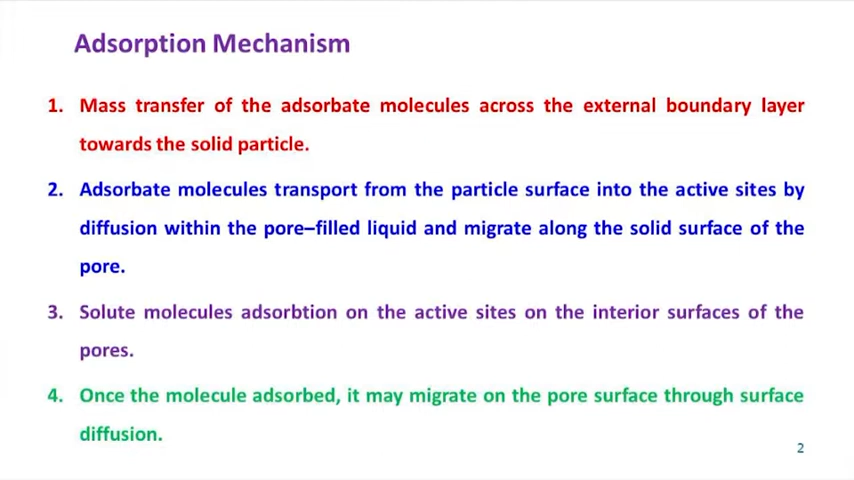 Adsorption Mechanism
1. Mass transfer of the adsorbate molecules across the external boundary layer
towards the solid particle.
2. Adsorbate molecules transport from the particle surface into the active sites by
diffusion within the pore–filled liquid and migrate along the solid surface of the
pore.
3. Solute molecules adsorbtion on the active sites on the interior surfaces of the
pores.
4. Once the molecule adsorbed, it may migrate on the pore surface through surface
diffusion.
2